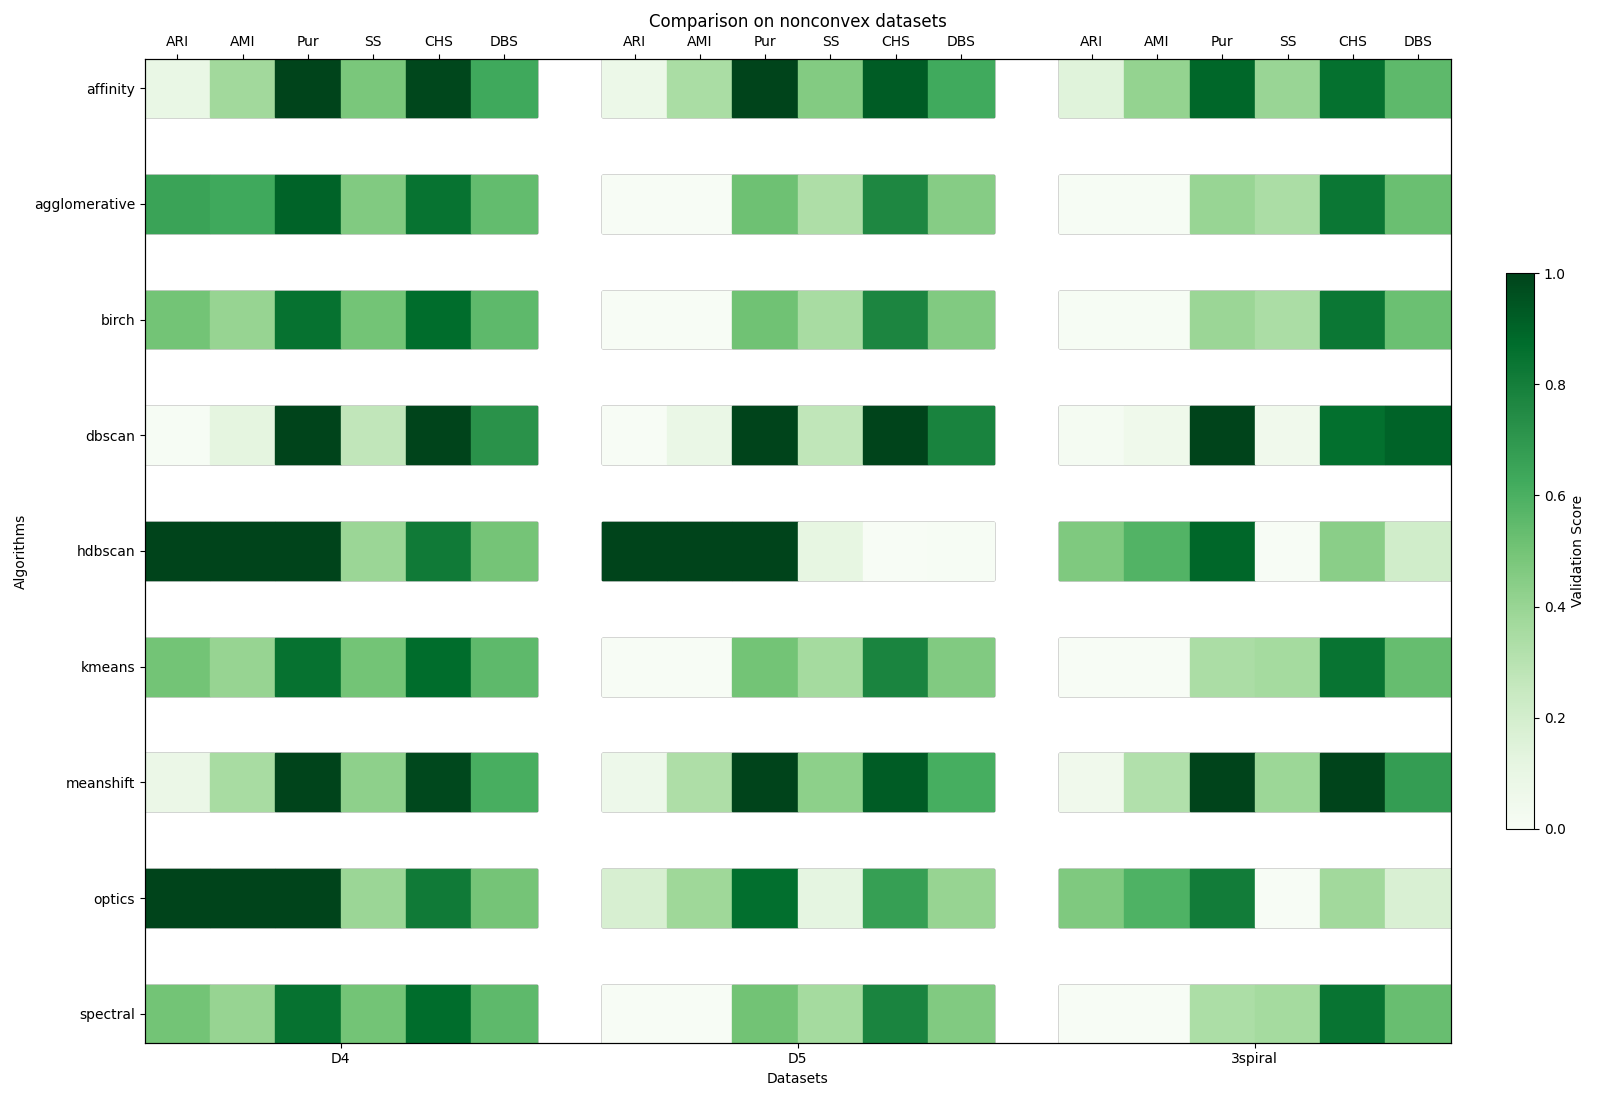 Comparison on nonconvex datasets
ARI AMI Pur SS CHS DBS ARI AMI Pur SS CHS DBS ARI AMI Pur SS CHS DBS
affinity
agglomerative
birch
dbscan
hdbscan
kmeans
meanshift
optics
spectral
Algorithms
D4 D5 3spiral
Datasets
1.0
0.8
0.6
0.4
0.2
0.0
Validation Score